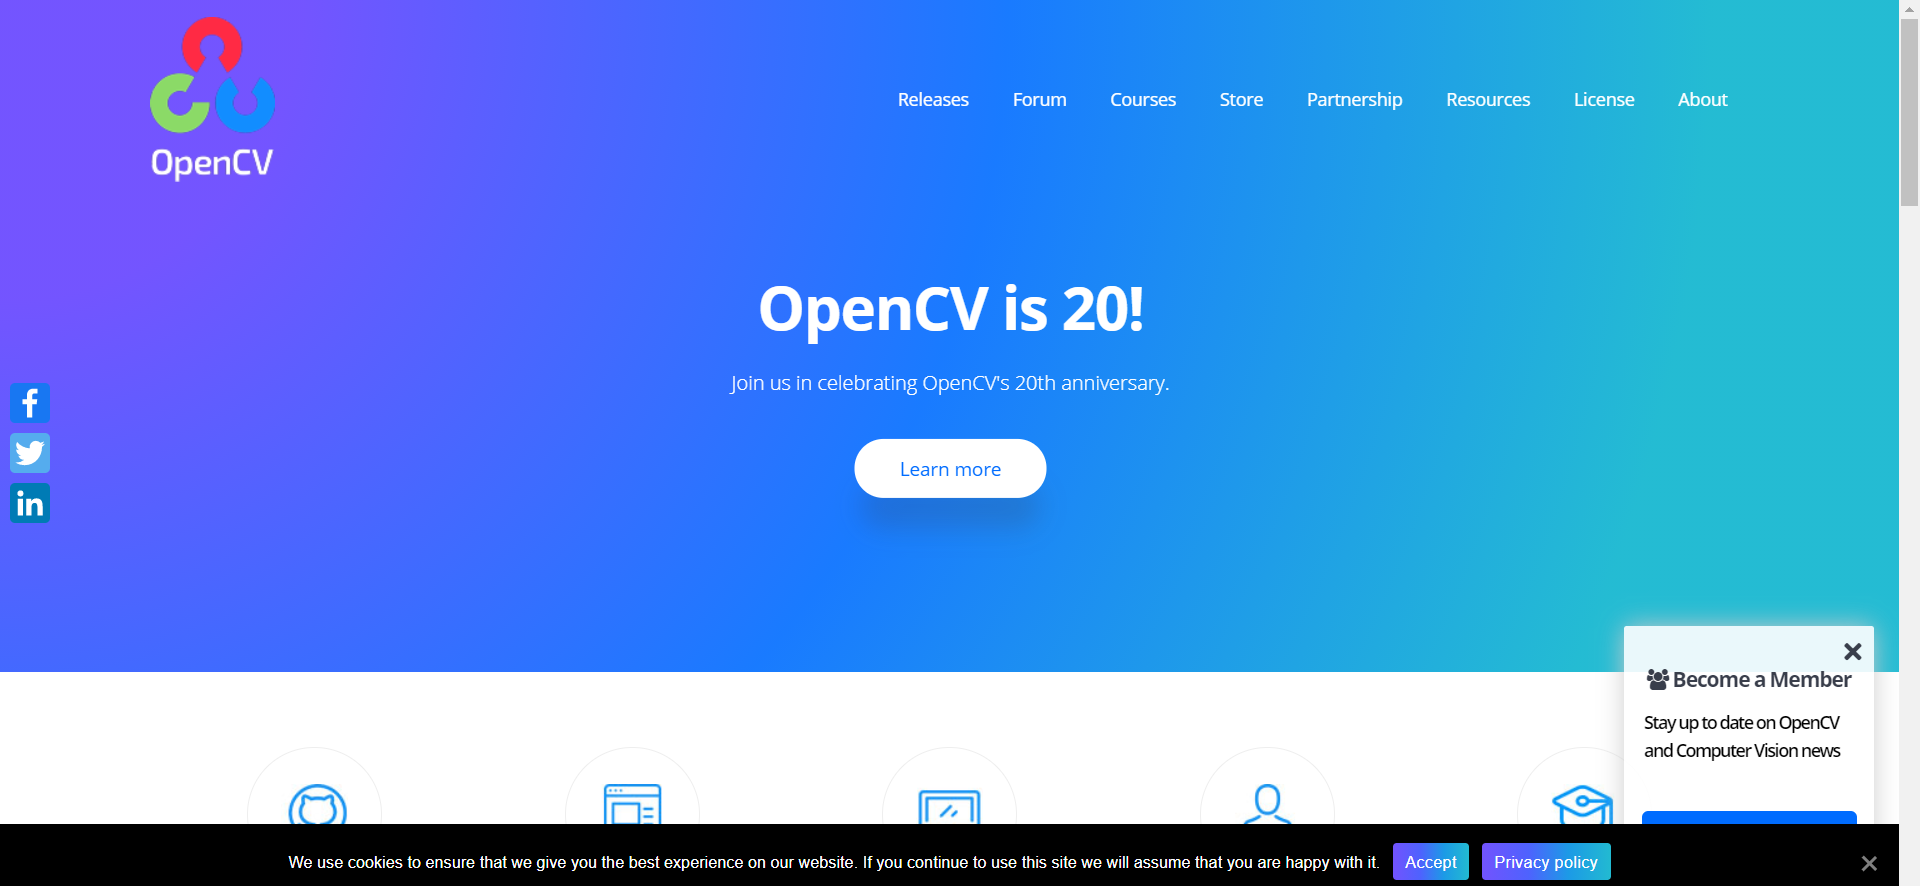 OpenCV
Releases Forum Courses Store Partnership Resources License About
OpenCV is 20!
Join us in celebrating OpenCV's 20th anniversary.
Learn more
Become a Member
Stay up to date on OpenCV
and Computer Vision news
We use cookies to ensure that we give you the best experience on our website. If you continue to use this site we will assume that you are happy with it. Accept Privacy policy